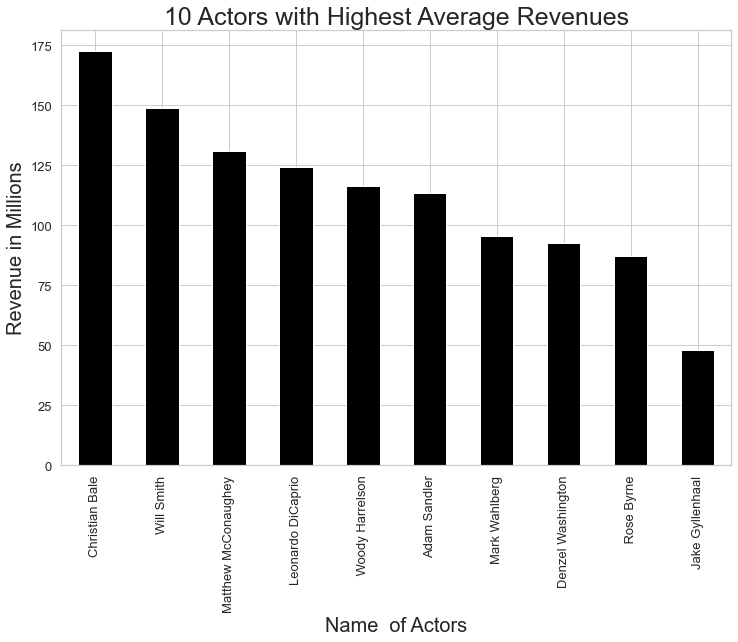 10 Actors with Highest Average Revenues
Revenue in Millions
175
150
125
100
75
50
25
0
Christian Bale
Will Smith
Matthew McConaughey
Leonardo DiCaprio
Woody Harrelson
Adam Sandler
Mark Wahlberg
Denzel Washington
Rose Byrne
Jake Gyllenhaal
Name  of Actors